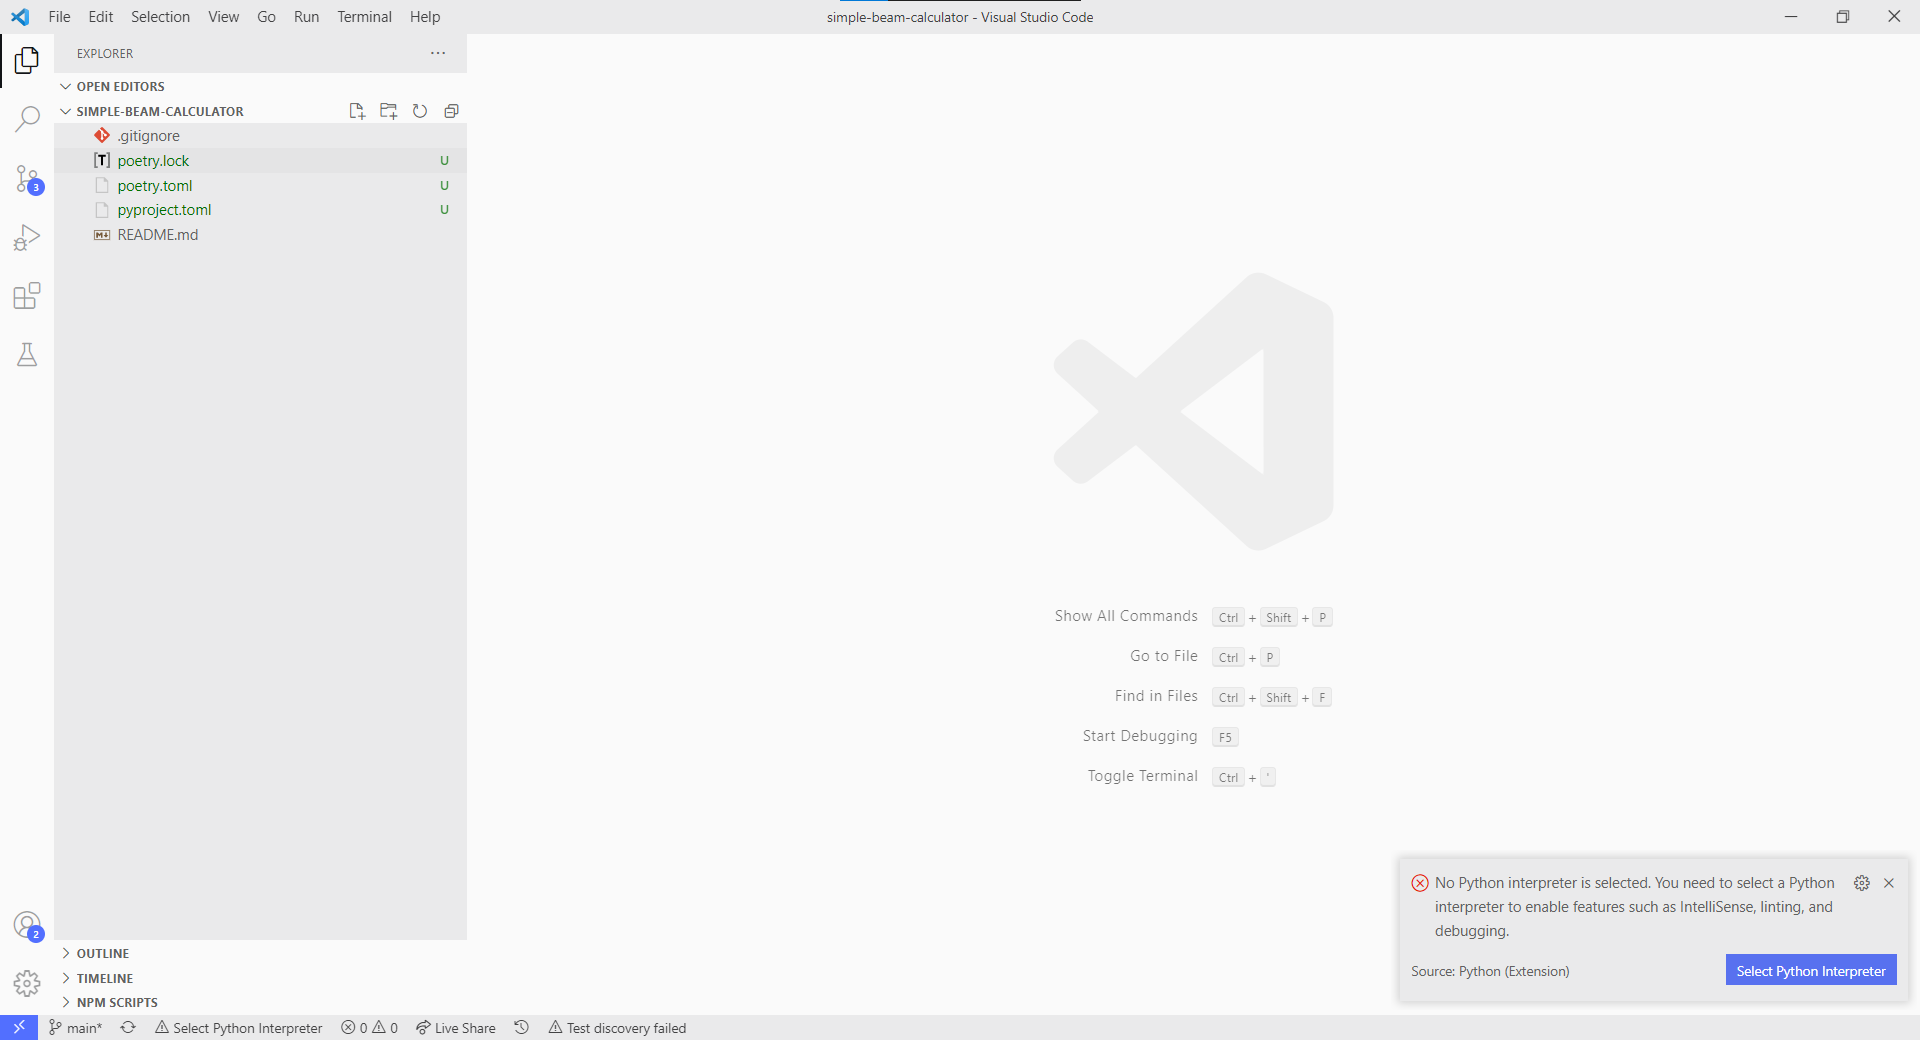 File Edit Selection View Go Run Terminal Help
simple-beam-calculator - Visual Studio Code
EXPLORER
OPEN EDITORS
SIMPLE-BEAM-CALCULATOR
.gitignore
[T] poetry.lock U
poetry.toml U
pyproject.toml U
README.md
3
2
OUTLINE
TIMELINE
NPM SCRIPTS
Show All Commands Ctrl + Shift + P
Go to File Ctrl + P
Find in Files Ctrl + Shift + F
Start Debugging F5
Toggle Terminal Ctrl + '
No Python interpreter is selected. You need to select a Python
interpreter to enable features such as IntelliSense, linting, and
debugging.
Source: Python (Extension)
Select Python Interpreter
main* Select Python Interpreter 0 0 Live Share Test discovery failed